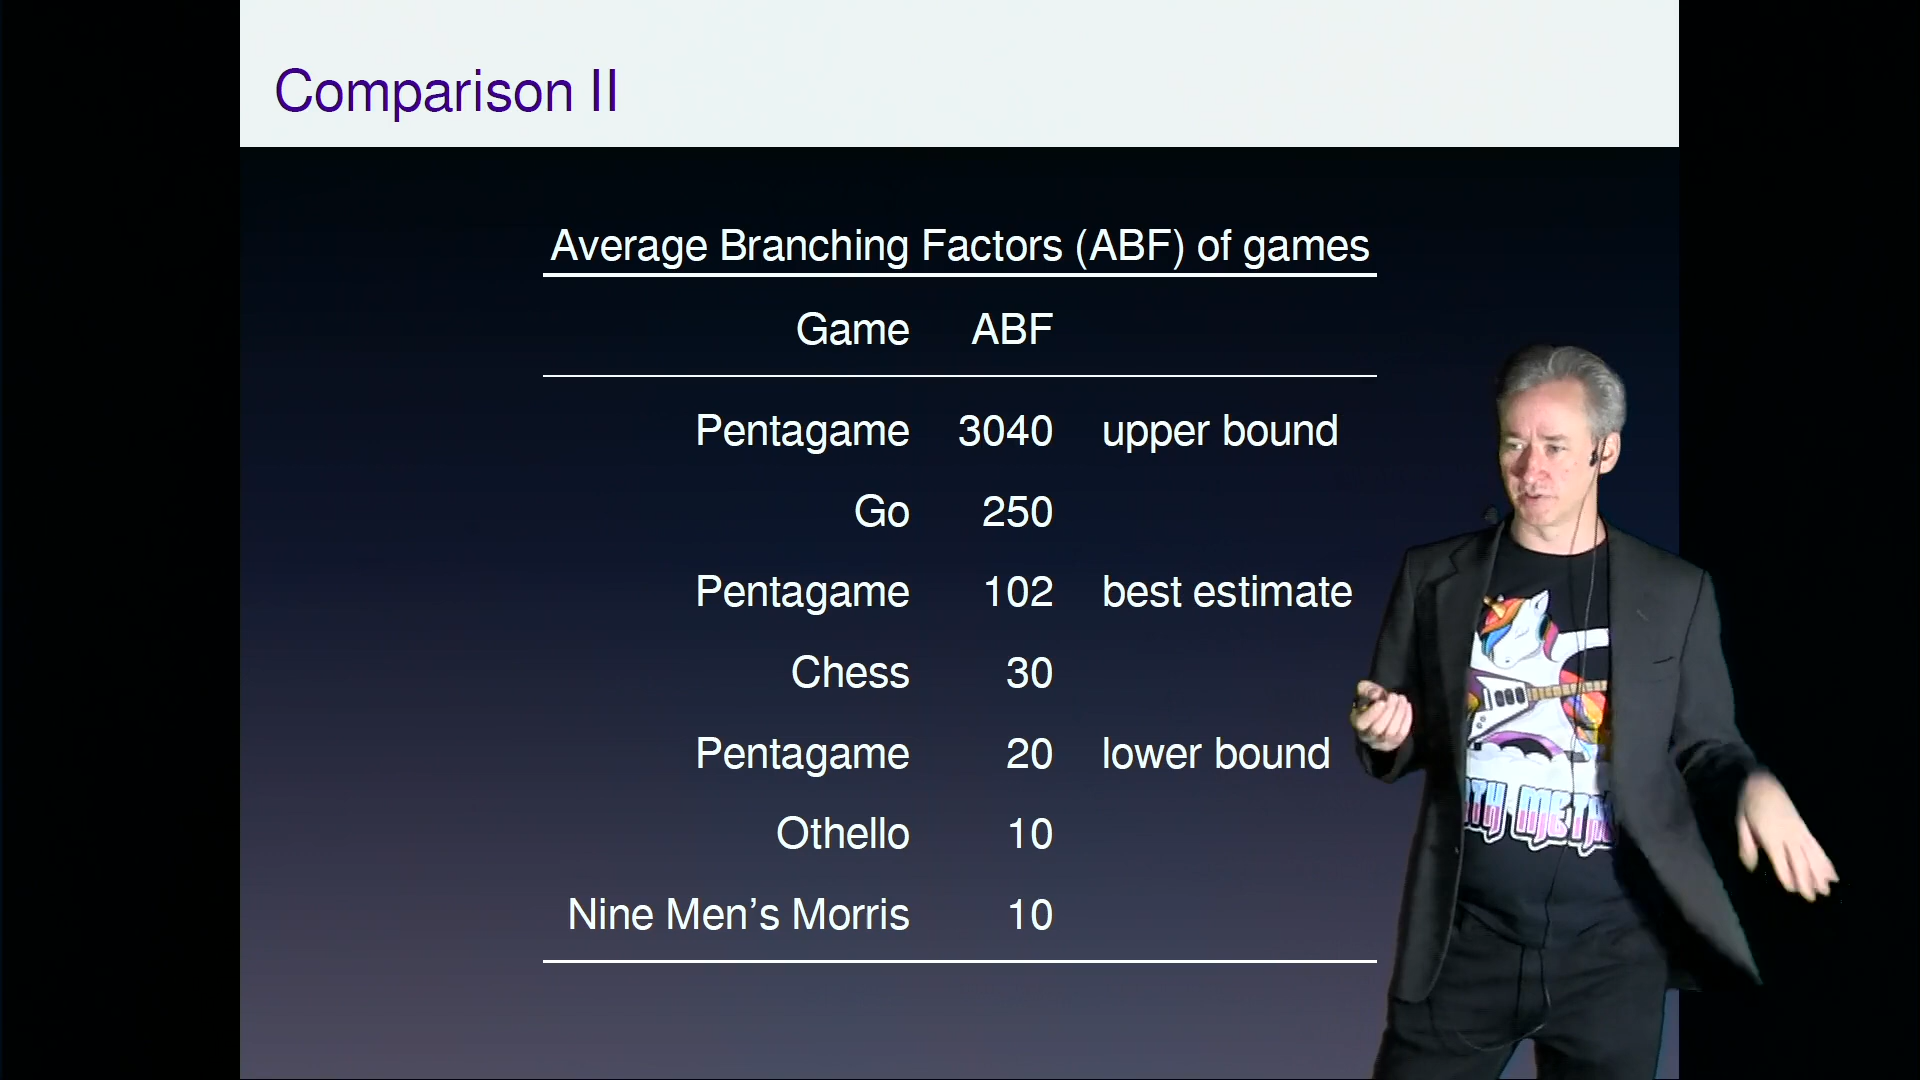 Comparison II
Average Branching Factors (ABF) of games
Game ABF
Pentagame 3040 upper bound
Go 250
Pentagame 102 best estimate
Chess 30
Pentagame 20 lower bound
Othello 10
Nine Men's Morris 10